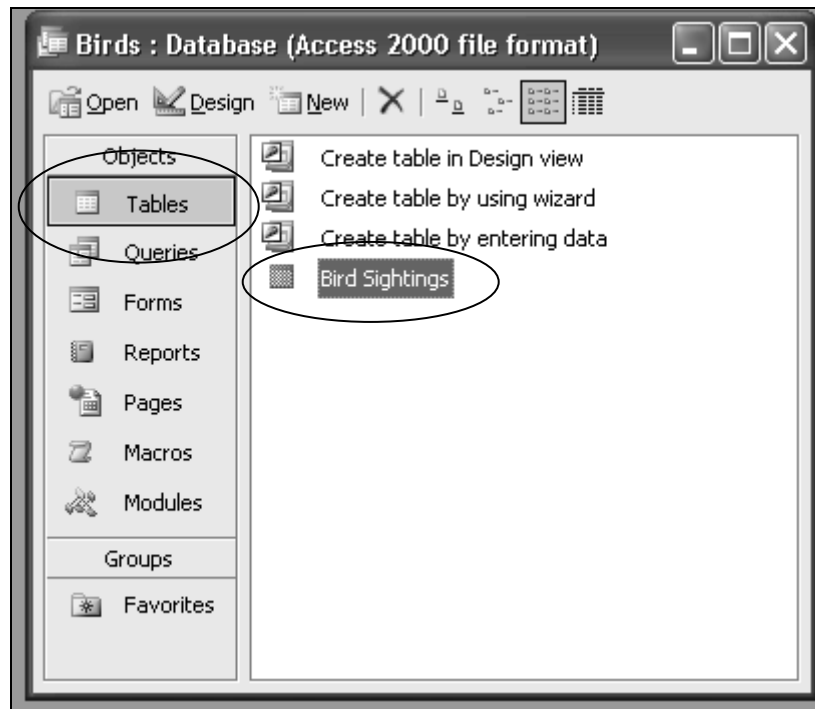 Birds : Database (Access 2000 file format)
Open Design New
Objects
Tables
Queries
Forms
Reports
Pages
Macros
Modules
Groups
Favorites
Create table in Design view
Create table by using wizard
Create table by entering data
Bird Sightings